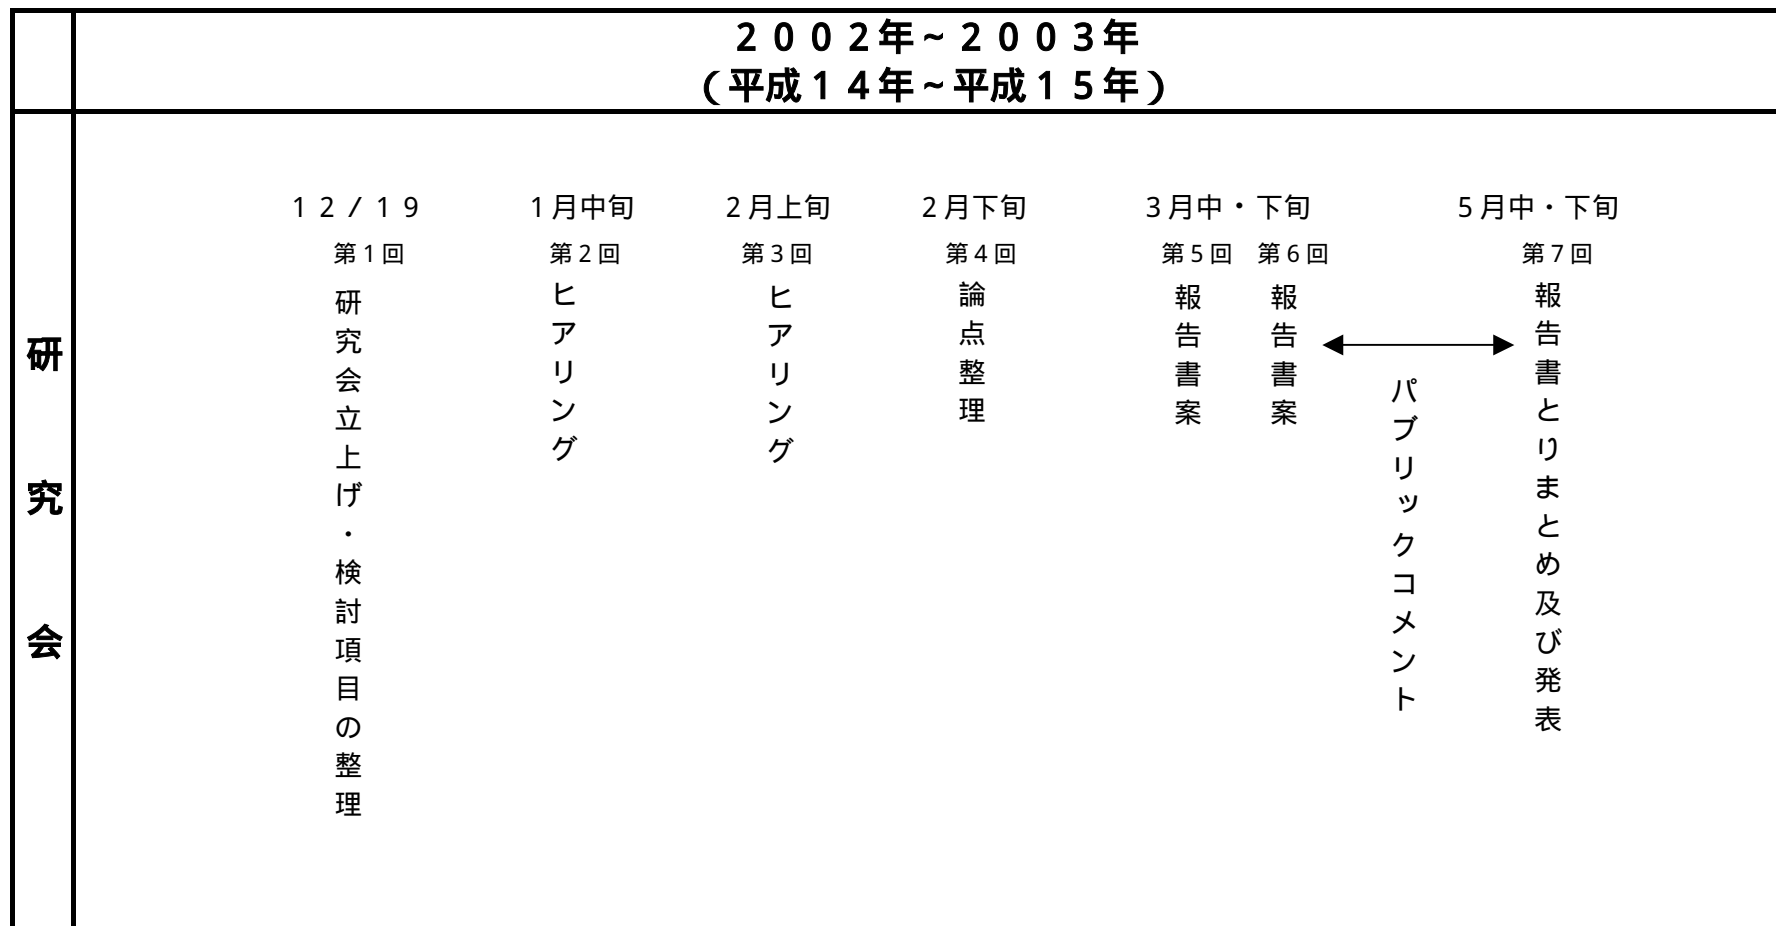 ２００２年～２００３年
（平成１４年～平成１５年）
研究会
１２/１９
1月中旬
2月上旬
2月下旬
3月中・下旬
5月中・下旬
第1回
第2回
第3回
第4回
第5回
第6回
第7回
研究会立上げ・検討項目の整理
ヒアリング
ヒアリング
論点整理
報告書案
報告書案
パブリックコメント
報告書とりまとめ及び発表